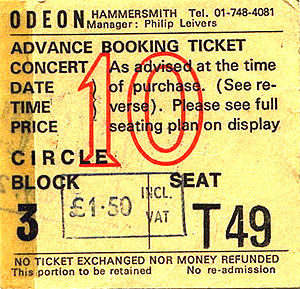 ODEON HAMMERSMITH Tel. 01-748-4081
Manager: Philip Leivers
ADVANCE BOOKING TICKET
CONCERT As advised at the time
DATE ) of purchase. (See re-
TIME ) verse). Please see full
PRICE seating plan on display
10
CIRCLE
BLOCK SEAT
£1·50 INCL. VAT
3 T49
NO TICKET EXCHANGED NOR MONEY REFUNDED
This portion to be retained No re-admission